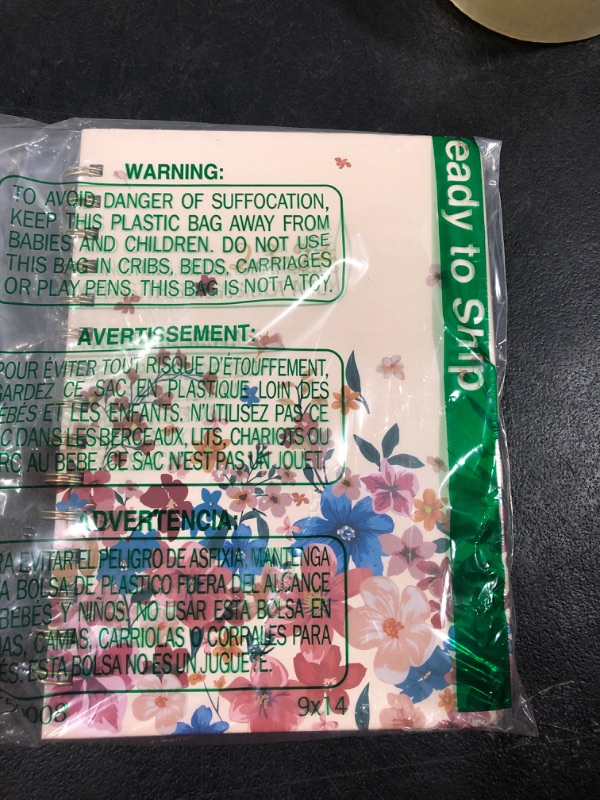 WARNING:
TO AVOID DANGER OF SUFFOCATION,
KEEP THIS PLASTIC BAG AWAY FROM
BABIES AND CHILDREN. DO NOT USE
THIS BAG IN CRIBS, BEDS, CARRIAGES
OR PLAY PENS. THIS BAG IS NOT A TOY.
AVERTISSEMENT:
POUR ÉVITER TOUT RISQUE D'ÉTOUFFEMENT,
GARDEZ CE SAC EN PLASTIQUE LOIN DES
BÉBÉS ET LES ENFANTS. N'UTILISEZ PAS CE
C DANS LES BERCEAUX, LITS, CHARIOTS OU
RC AU BEBE. CE SAC N'EST PAS UN JOUET.
ADVERTENCIA:
RA EVITAR EL PELIGRO DE ASFIXIA, MANTENGA
A BOLSA DE PLASTICO FUERA DEL ALCANCE
BEBÉS Y NIÑOS. NO USAR ESTA BOLSA EN
AS, CAMAS, CARRIOLAS O CORRALES PARA
ÉS. ESTA BOLSA NO ES UN JUGUETE.
9x14
eady to Ship